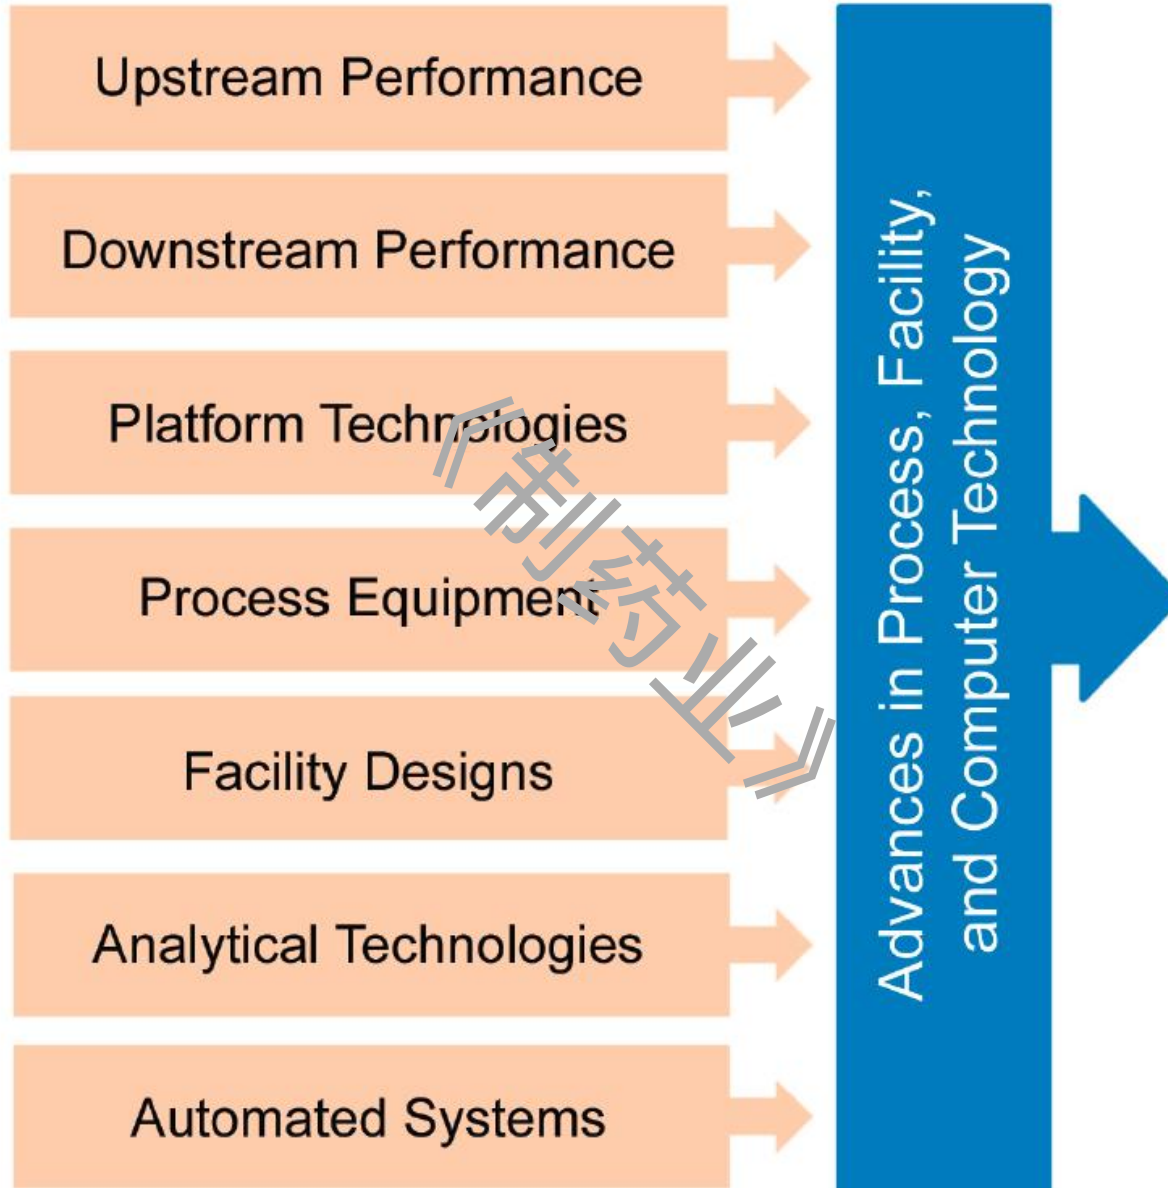 Upstream Performance
Downstream Performance
Platform Technologies
Process Equipment
Facility Designs
Analytical Technologies
Automated Systems
Advances in Process, Facility,
and Computer Technology
《制药业》